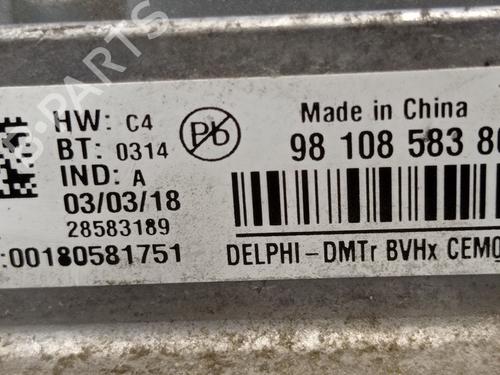 HW: C4
BT: 0314
IND: A
03/03/18
28583189
:00180581751
Pb
Made in China
98 108 583 8
DELPHI-DMTr BVHx CEM